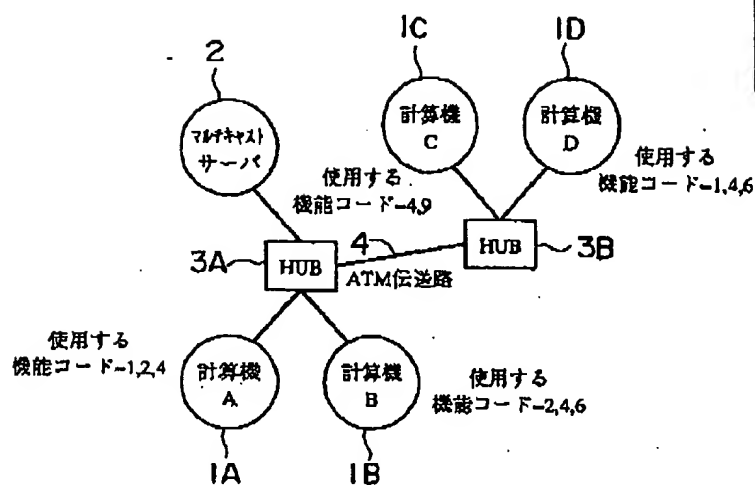 2
マルチキャスト
サーバ
1C
計算機
C
1D
計算機
D
使用する
機能コード=4,9
使用する
機能コード=1,4,6
3A
HUB
4
ATM伝送路
HUB
3B
使用する
機能コード=1,2,4
計算機
A
1A
計算機
B
1B
使用する
機能コード=2,4,6